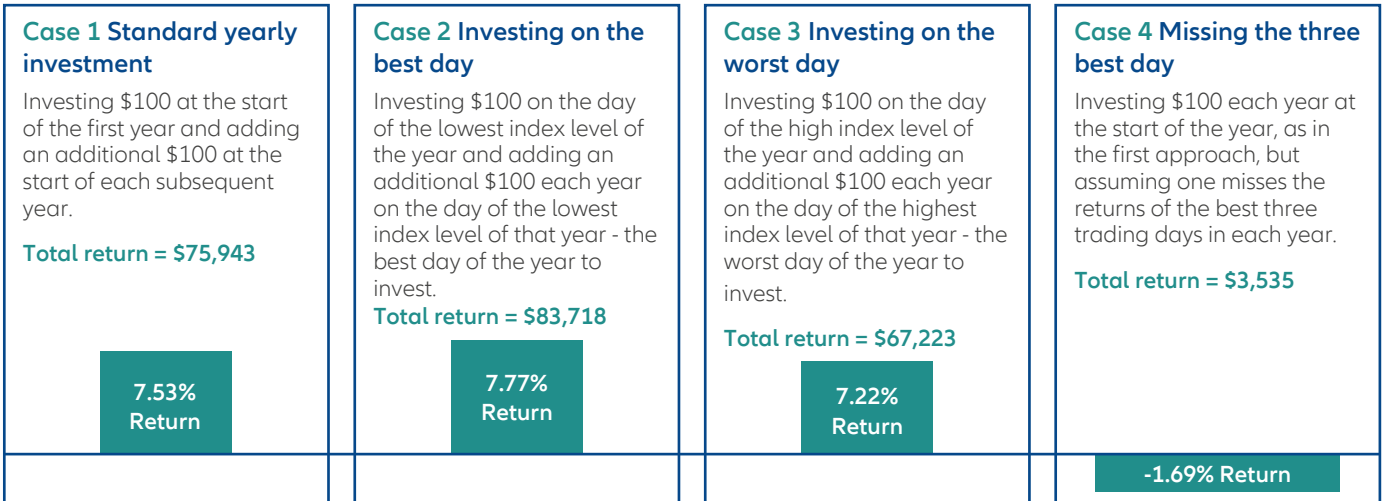 Case 1 Standard yearly
investment
Investing $100 at the start
of the first year and adding
an additional $100 at the
start of each subsequent
year.
Total return = $75,943
7.53%
Return
Case 2 Investing on the
best day
Investing $100 on the day
of the lowest index level of
the year and adding an
additional $100 each year
on the day of the lowest
index level of that year - the
best day of the year to
invest.
Total return = $83,718
7.77%
Return
Case 3 Investing on the
worst day
Investing $100 on the day
of the high index level of
the year and adding an
additional $100 each year
on the day of the highest
index level of that year - the
worst day of the year to
invest.
Total return = $67,223
7.22%
Return
Case 4 Missing the three
best day
Investing $100 each year at
the start of the year, as in
the first approach, but
assuming one misses the
returns of the best three
trading days in each year.
Total return = $3,535
-1.69% Return